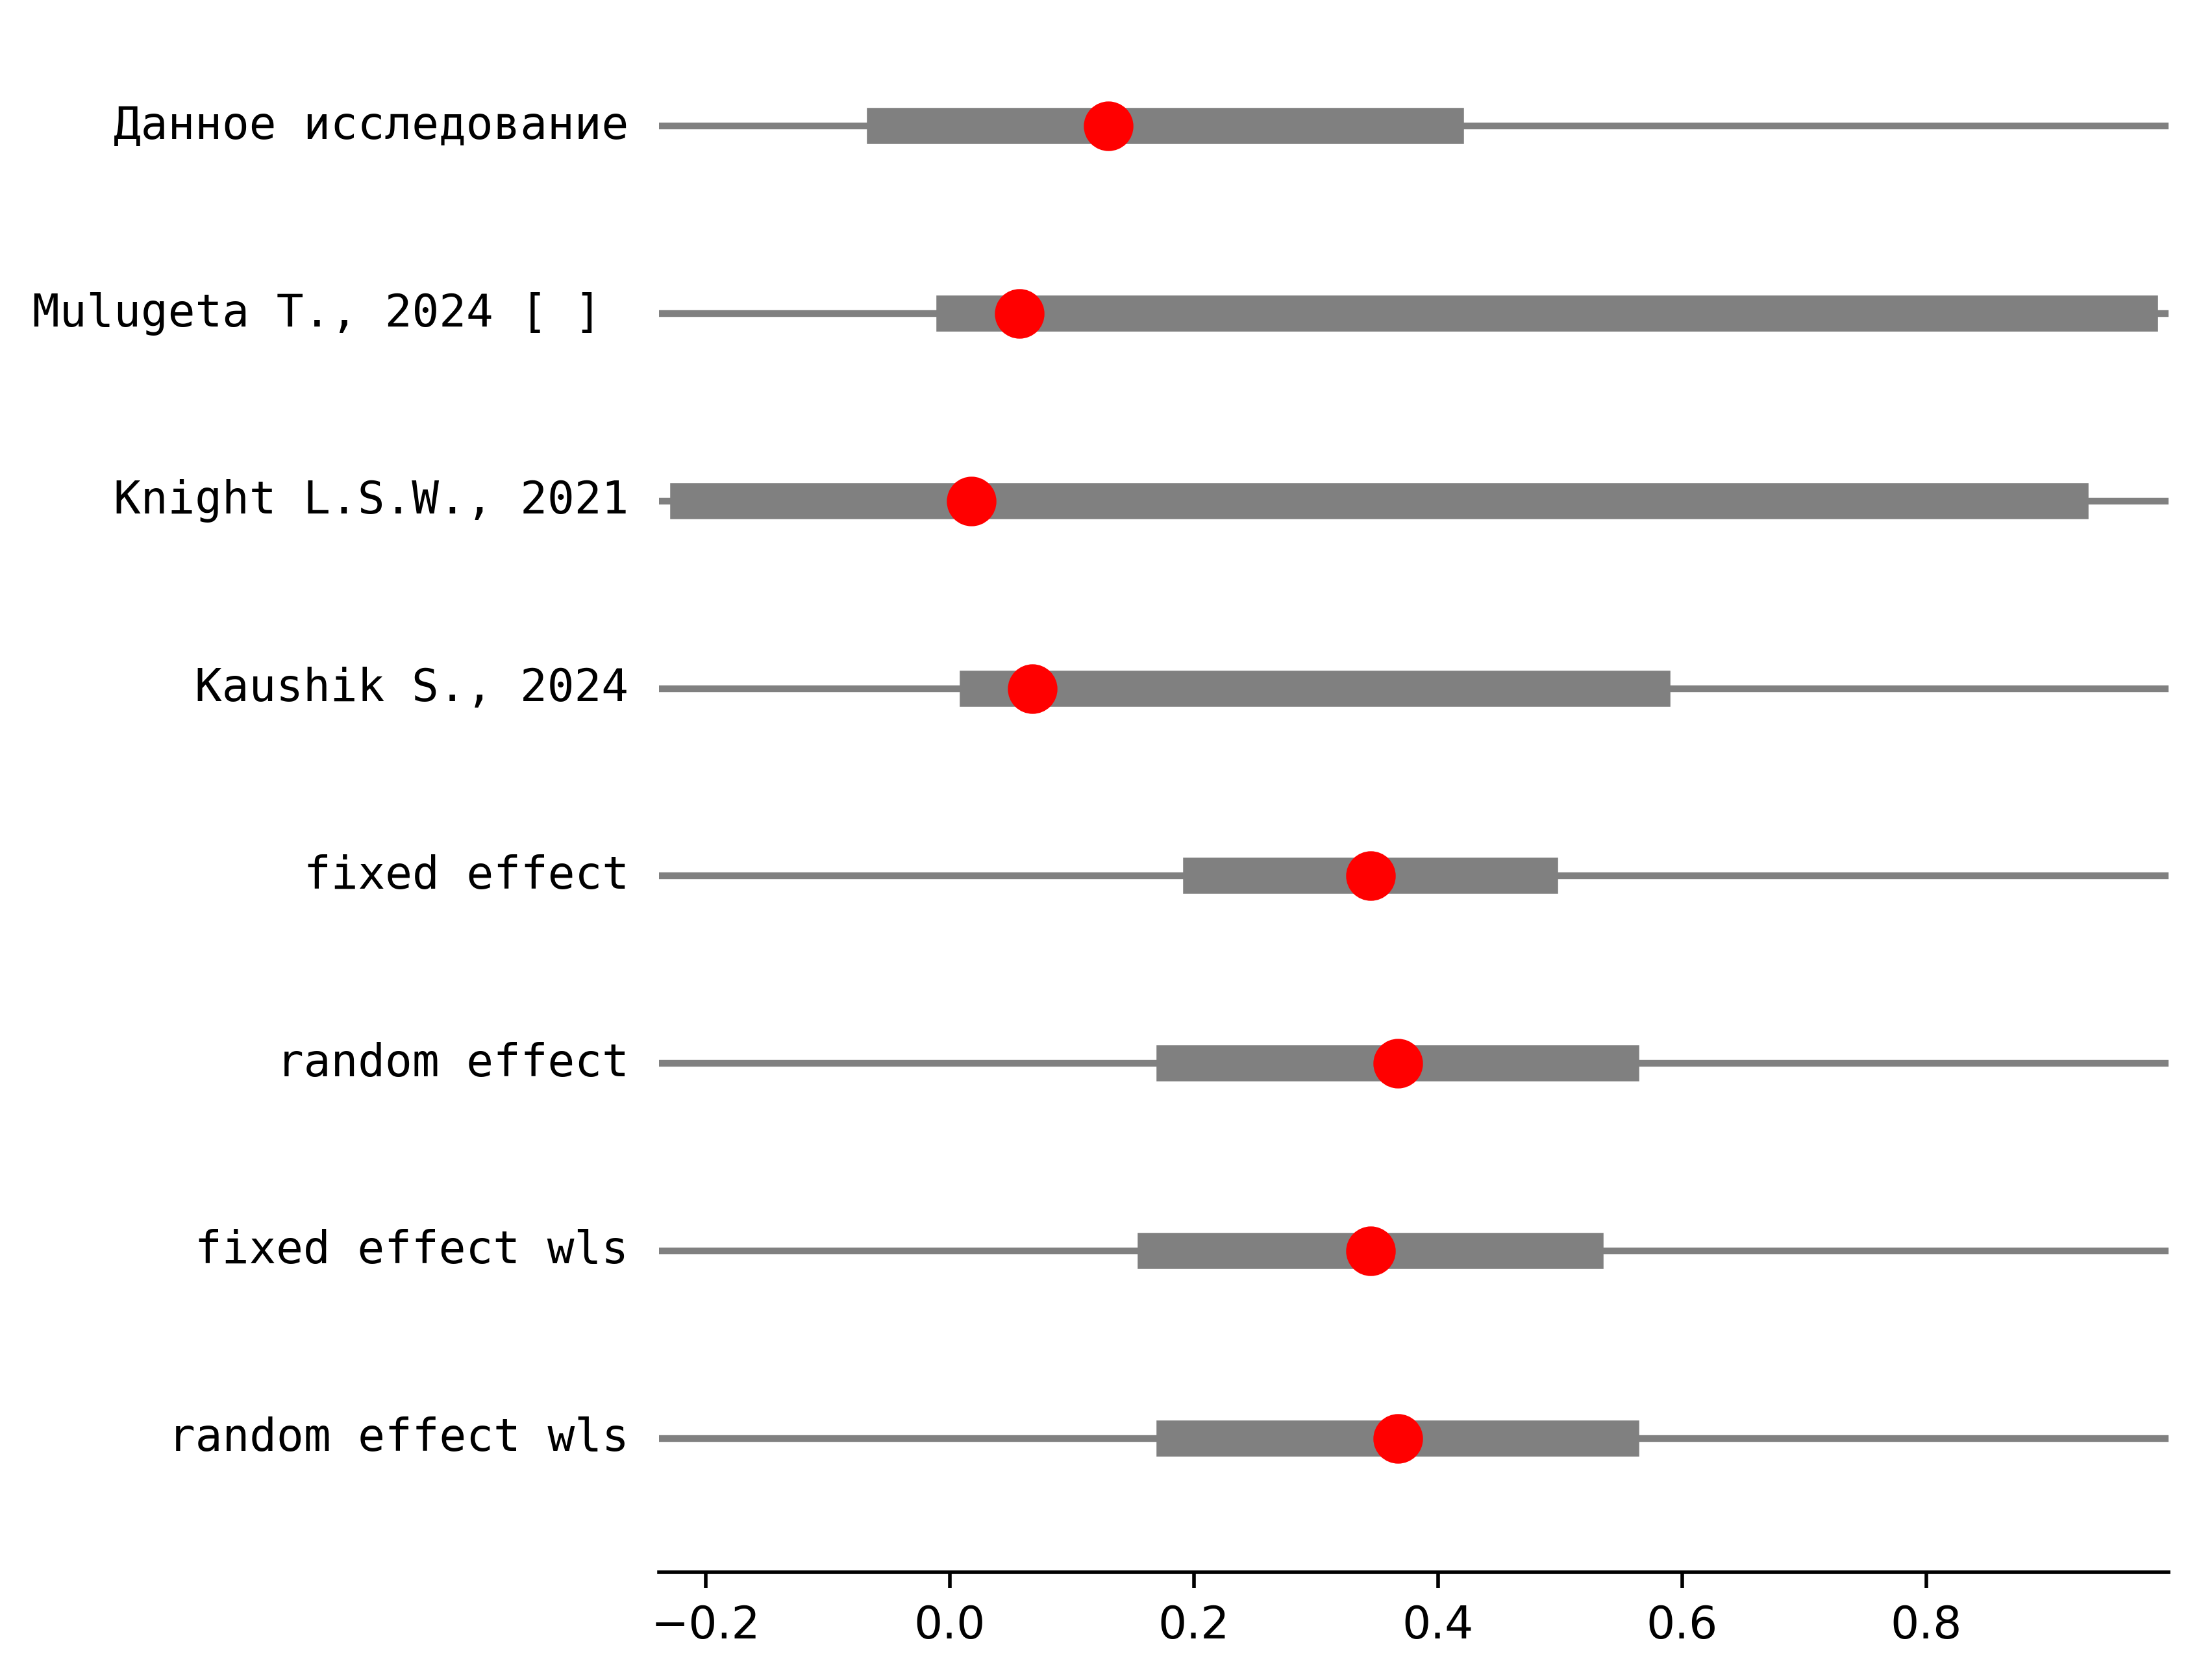 Данное исследование
Mulugeta T., 2024 [ ]
Knight L.S.W., 2021
Kaushik S., 2024
fixed effect
random effect
fixed effect wls
random effect wls
−0.2 0.0 0.2 0.4 0.6 0.8